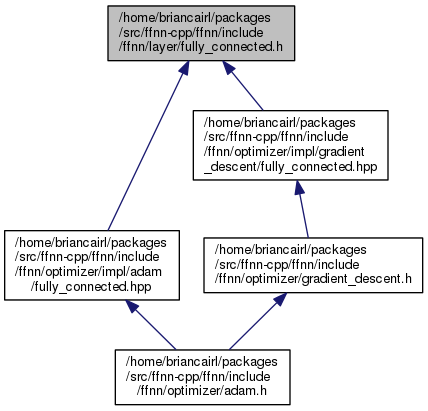 /home/briancairl/packages
/src/ffnn-cpp/ffnn/include
/ffnn/layer/fully_connected.h
/home/briancairl/packages
/src/ffnn-cpp/ffnn/include
/ffnn/optimizer/impl/gradient
_descent/fully_connected.hpp
/home/briancairl/packages
/src/ffnn-cpp/ffnn/include
/ffnn/optimizer/impl/adam
/fully_connected.hpp
/home/briancairl/packages
/src/ffnn-cpp/ffnn/include
/ffnn/optimizer/gradient_descent.h
/home/briancairl/packages
/src/ffnn-cpp/ffnn/include
/ffnn/optimizer/adam.h